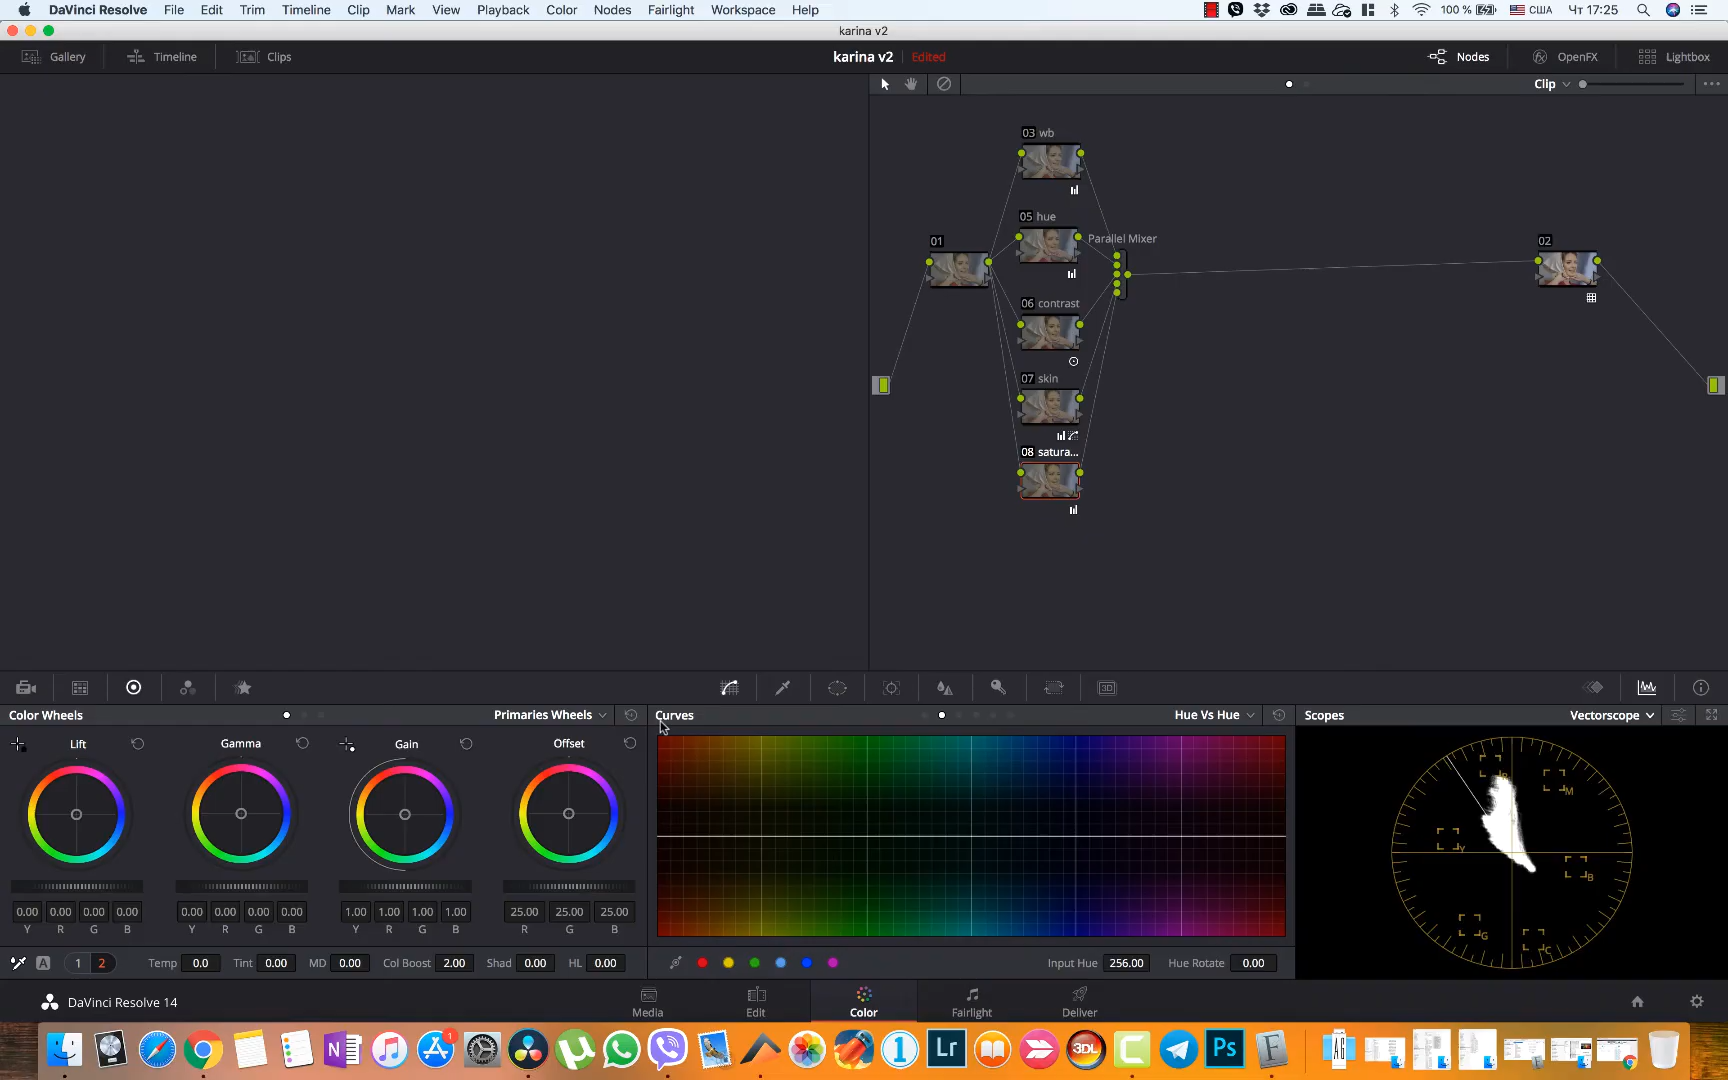 DaVinci Resolve File Edit Trim Timeline Clip Mark View Playback Color Nodes Fairlight Workspace Help 100 % США Чт 17:25
karina v2
Gallery Timeline Clips karina v2 Edited Nodes OpenFX Lightbox
Clip
03 wb
05 hue
Parallel Mixer
01
02
06 contrast
07 skin
08 satura...
Color Wheels Primaries Wheels Curves Hue Vs Hue Scopes Vectorscope
Lift Gamma Gain Offset
0.00 0.00 0.00 0.00 0.00 0.00 0.00 0.00 1.00 1.00 1.00 1.00 25.00 25.00 25.00
Y R G B Y R G B Y R G B R G B
R M Y B G C
A 1 2 Temp 0.0 Tint 0.00 MD 0.00 Col Boost 2.00 Shad 0.00 HL 0.00 Input Hue 256.00 Hue Rotate 0.00
DaVinci Resolve 14 Media Edit Color Fairlight Deliver
N 1 1 Lr 3DL Ps